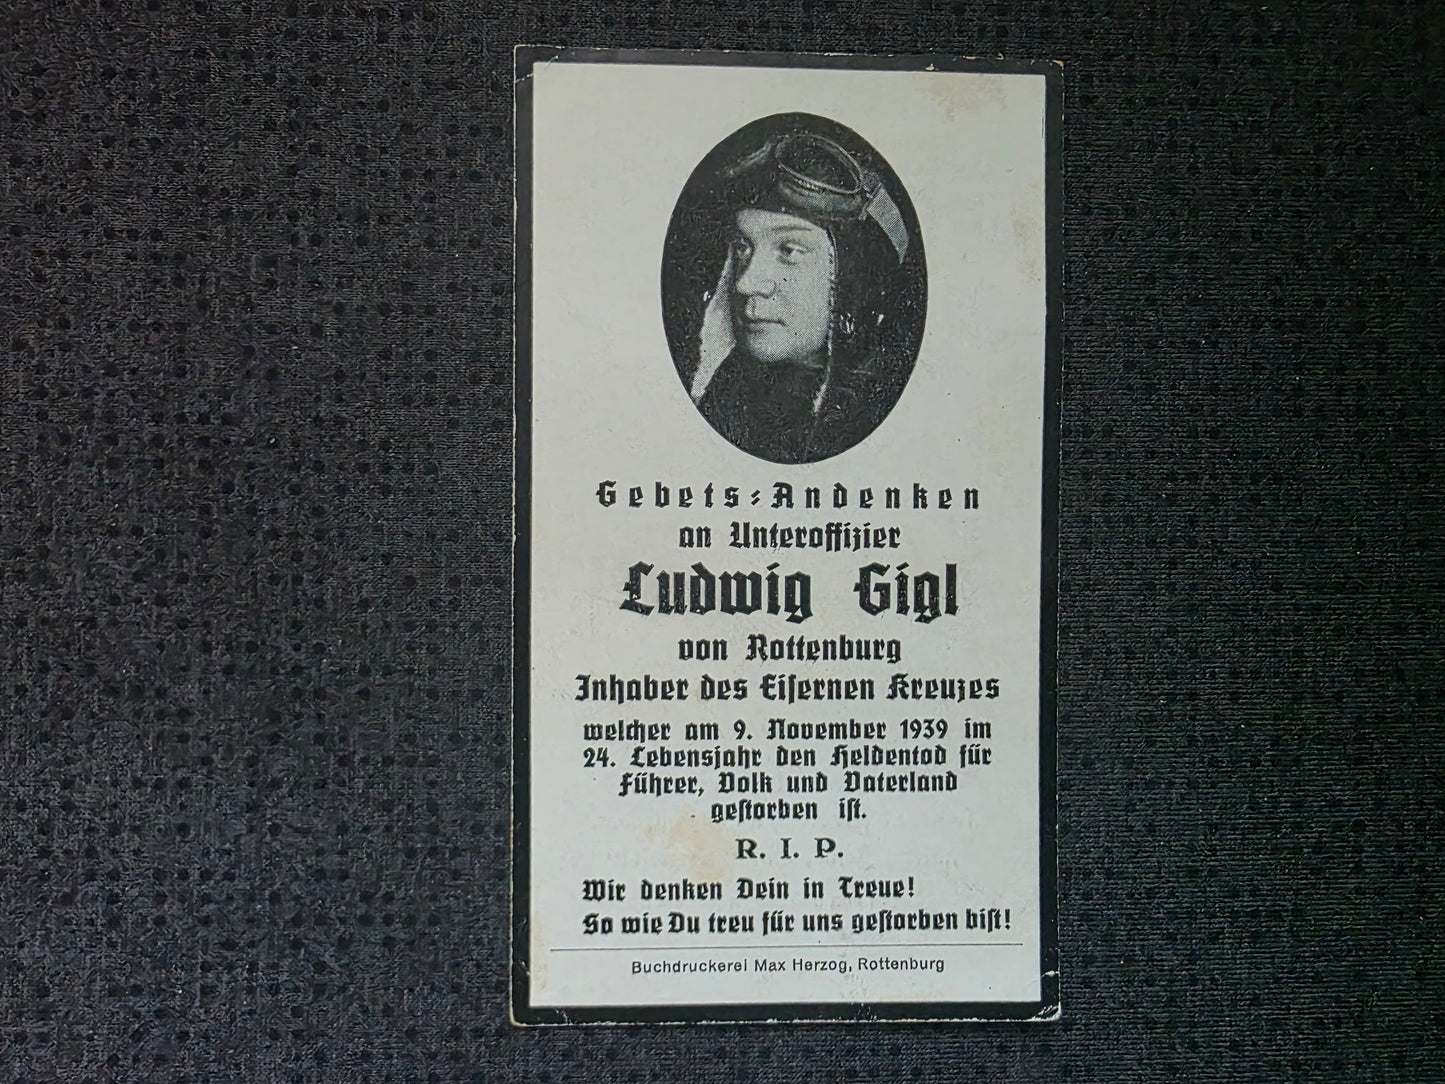 Gebets-Andenken
an Unteroffizier
Ludwig Gigl
von Rottenburg
Inhaber des Eisernen Kreuzes
welcher am 9. November 1939 im
24. Lebensjahr den Heldentod für
Führer, Volk und Vaterland
gestorben ist.
R. I. P.
Wir denken Dein in Treue!
So wie Du treu für uns gestorben bist!
Buchdruckerei Max Herzog, Rottenburg